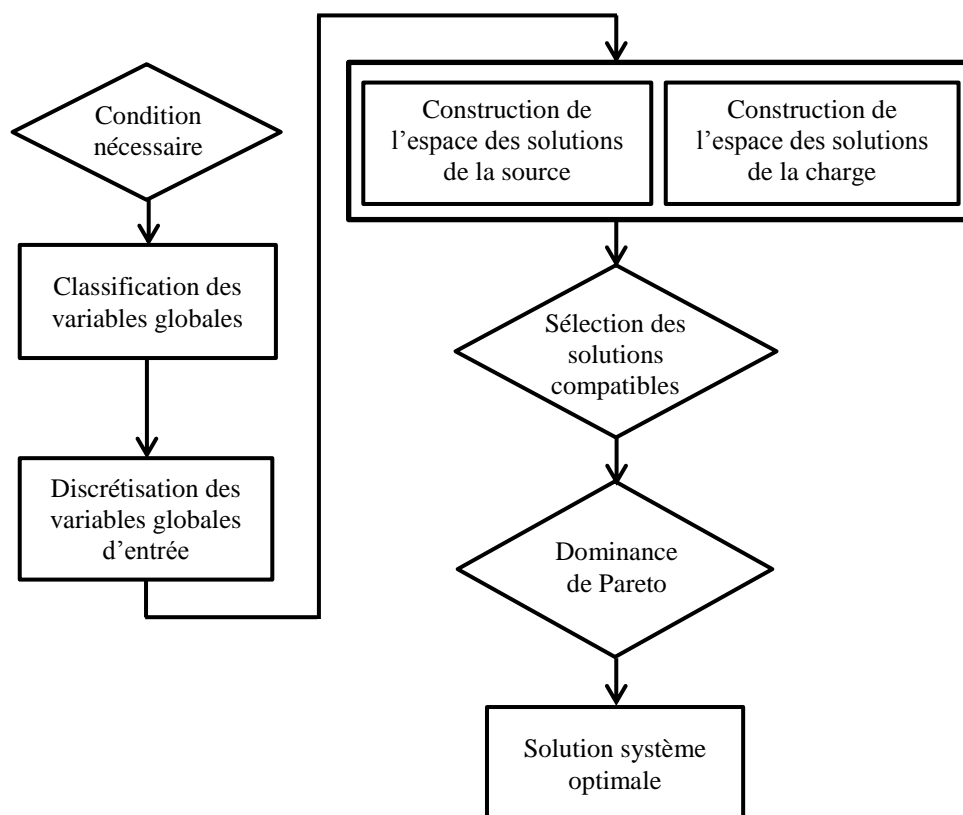 Condition
nécessaire
Classification des
variables globales
Discrétisation des
variables globales
d’entrée
Construction de
l’espace des solutions
de la source
Construction de
l’espace des solutions
de la charge
Sélection des
solutions
compatibles
Dominance
de Pareto
Solution système
optimale